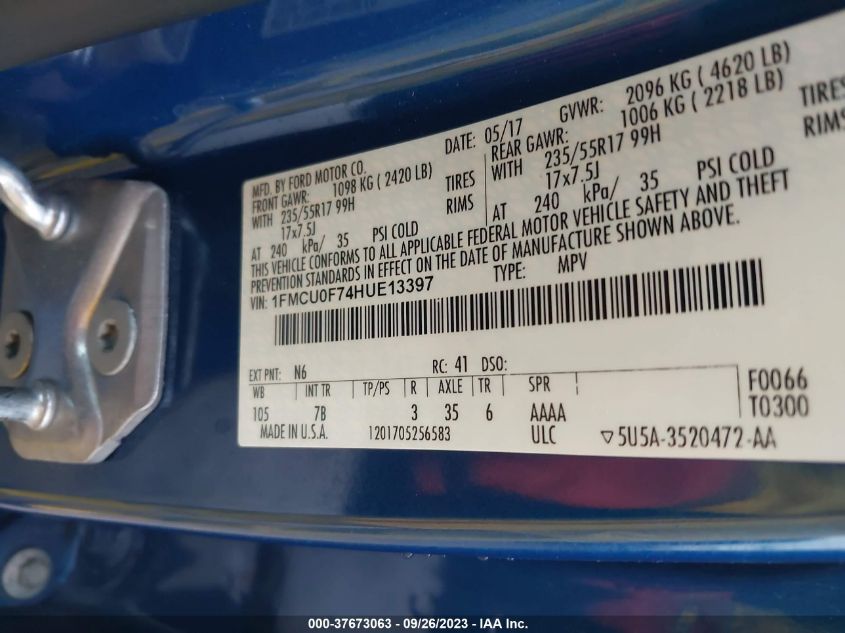 MFD. BY FORD MOTOR CO. DATE: 05/17 GVWR: 2096 KG ( 4620 LB)
FRONT GAWR: 1098 KG ( 2420 LB) REAR GAWR: 1006 KG ( 2218 LB)
WITH 235/55R17 99H TIRES WITH 235/55R17 99H TIRES
17x7.5J RIMS 17x7.5J RIMS
AT 240 kPa/ 35 PSI COLD AT 240 kPa/ 35 PSI COLD
THIS VEHICLE CONFORMS TO ALL APPLICABLE FEDERAL MOTOR VEHICLE SAFETY AND THEFT
PREVENTION STANDARDS IN EFFECT ON THE DATE OF MANUFACTURE SHOWN ABOVE.
VIN: 1FMCU0F74HUE13397 TYPE: MPV
EXT PNT: N6 RC: 41 DSO:
WB INT TR TP/PS R AXLE TR SPR F0066
105 7B 3 35 6 AAAA T0300
MADE IN U.S.A. 1201705256583 ULC ▽5U5A-3520472-AA
000-37673063 / 09/26/2023 - IAA Inc.